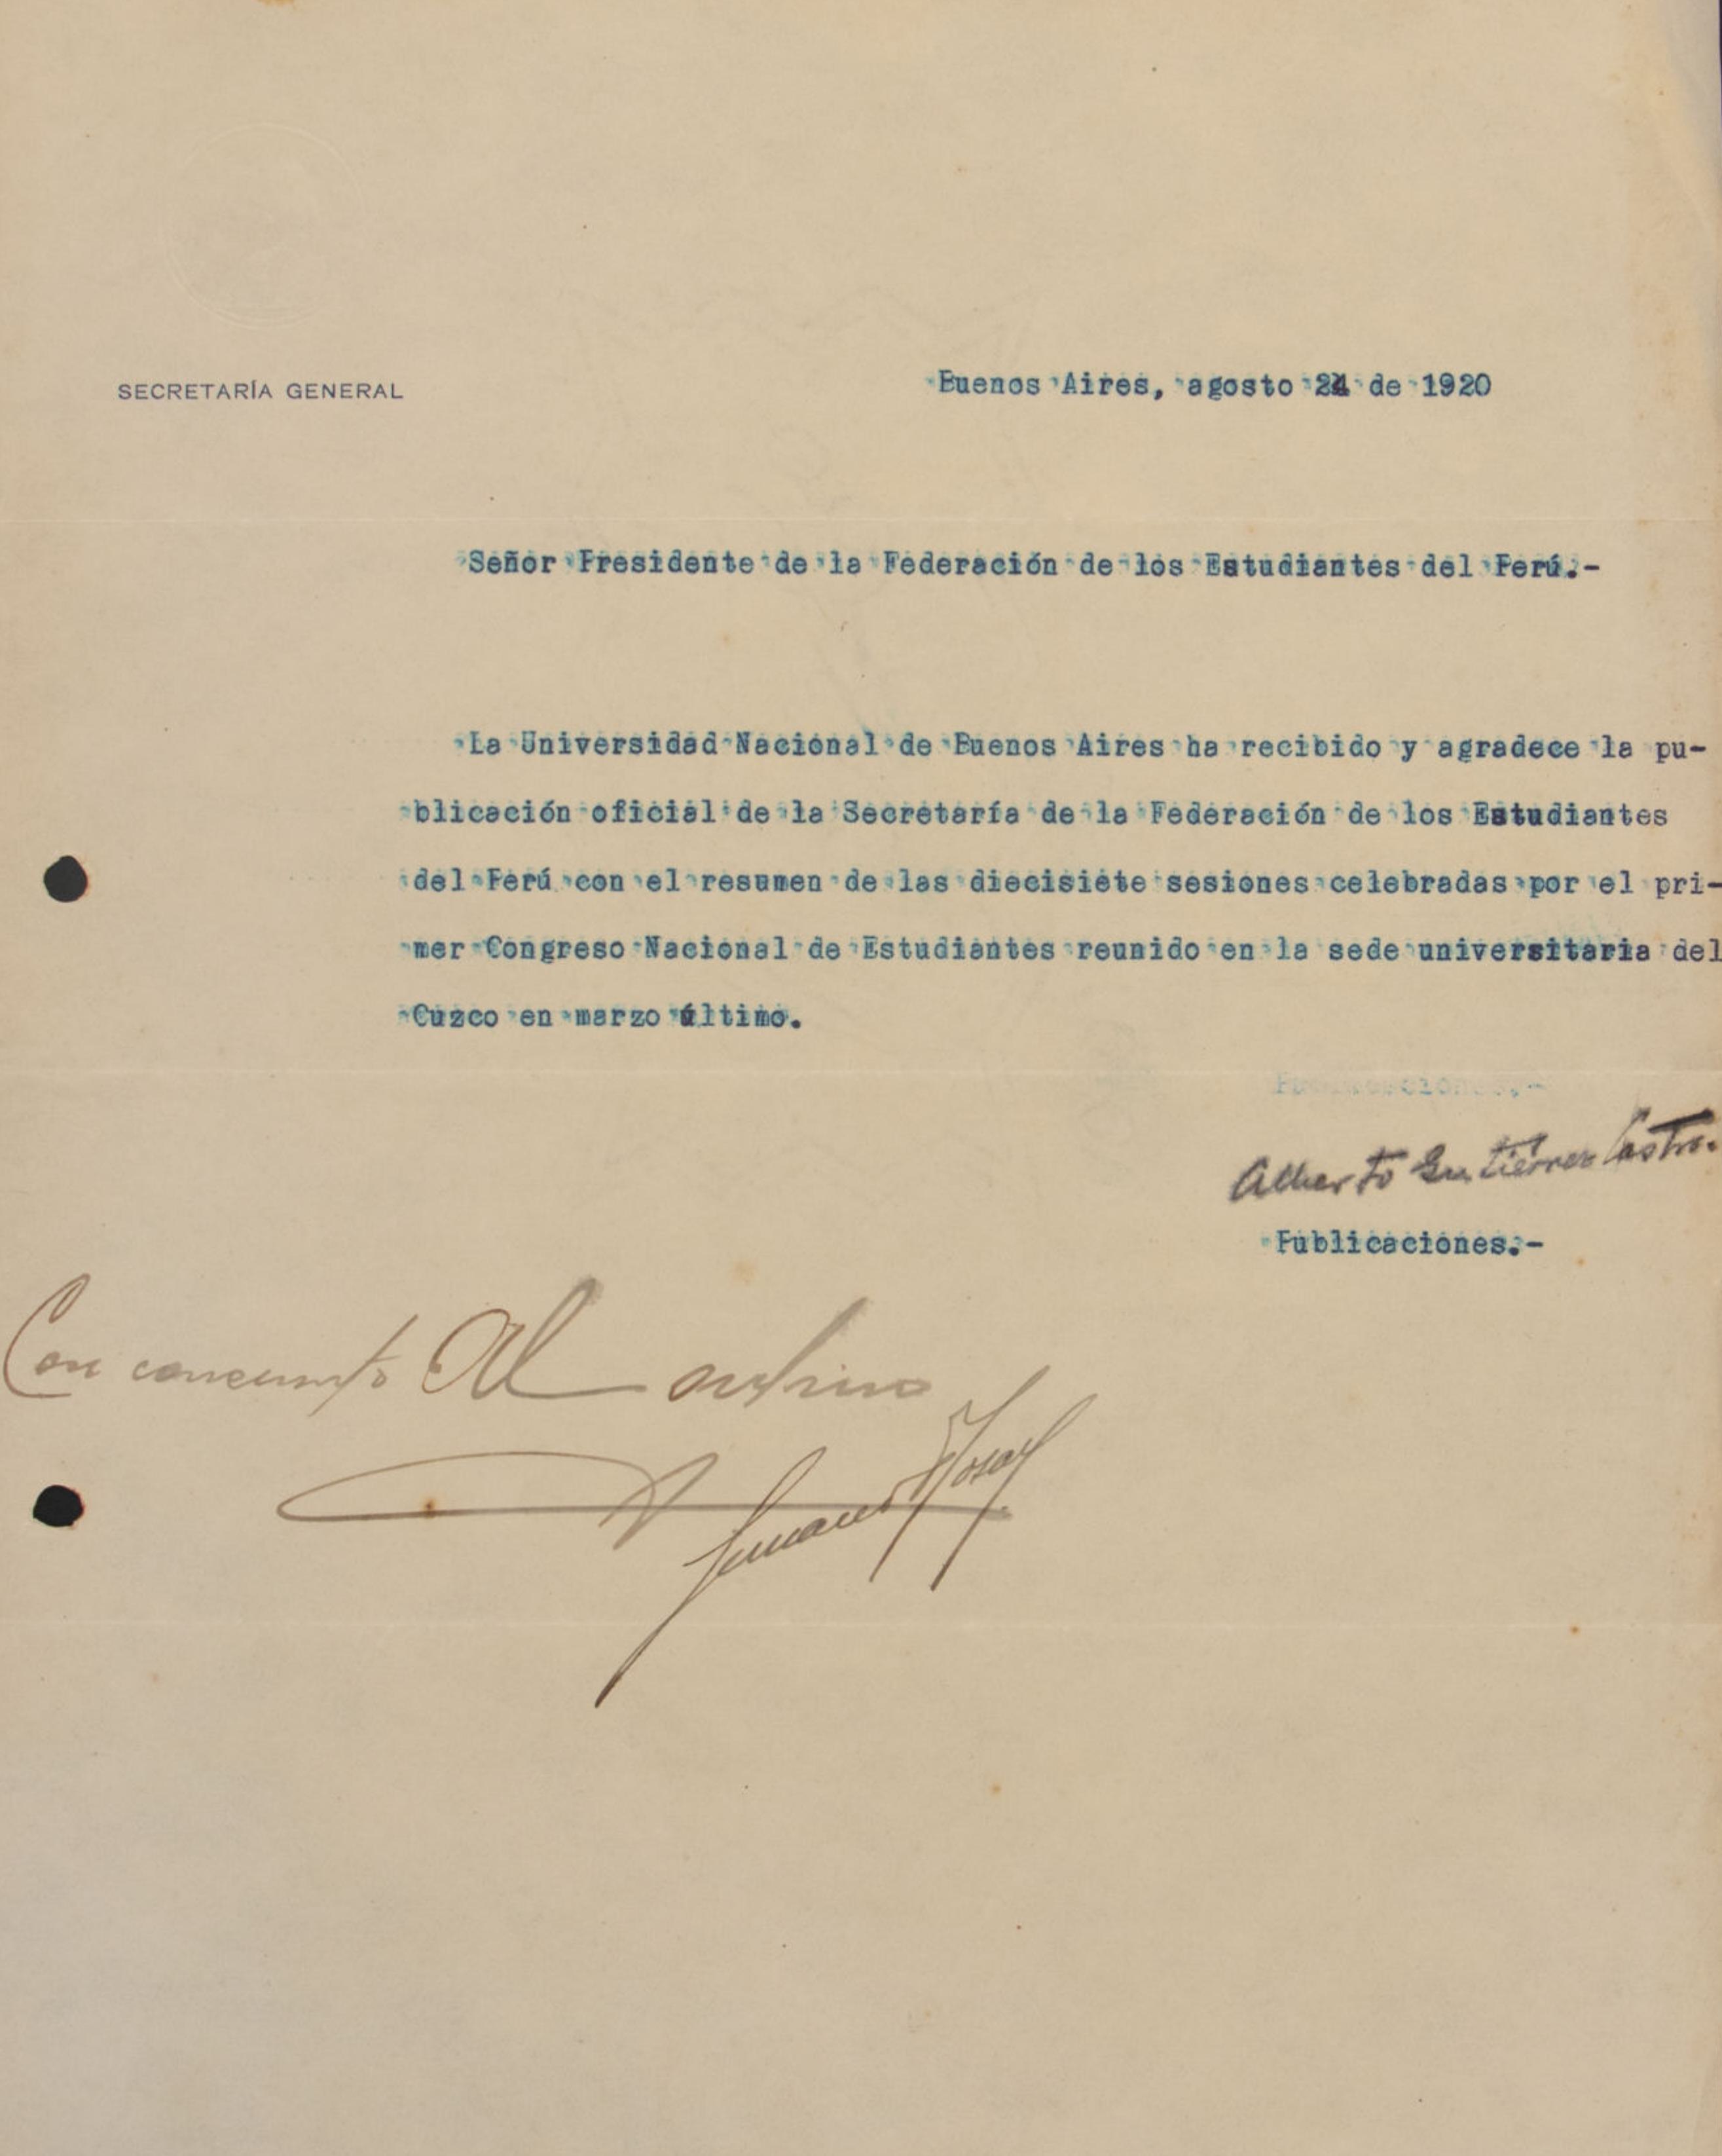 SECRETARÍA GENERAL
Buenos Aires, agosto 24 de 1920
Señor Presidente de la Federación de los Estudiantes del Perú.-
La Universidad Nacional de Buenos Aires ha recibido y agradece la pu-
blicación oficial de la Secretaría de la Federación de los Estudiantes
del Perú con el resumen de las diecisiete sesiones celebradas por el pri-
mer Congreso Nacional de Estudiantes reunido en la sede universitaria del
Cuzco en marzo último.
Publicaciones.-
Alberto Gutiérrez Castro.
Publicaciones.-
Con Al archivo